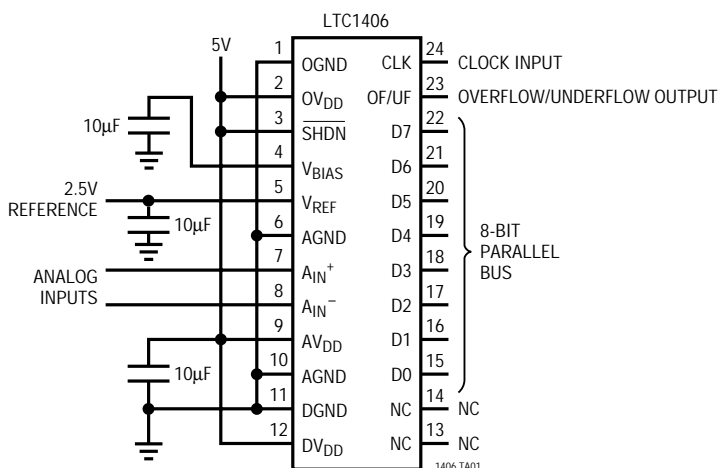 LTC1406
5V
1 OGND CLK 24 CLOCK INPUT
2 OVDD OF/UF 23 OVERFLOW/UNDERFLOW OUTPUT
3 SHDN D7 22
10µF
4 VBIAS D6 21
2.5V
REFERENCE
5 VREF D5 20
10µF
6 AGND D4 19
8-BIT
PARALLEL
BUS
ANALOG
INPUTS
7 AIN+ D3 18
8 AIN− D2 17
9 AVDD D1 16
10µF
10 AGND D0 15
11 DGND NC 14 NC
12 DVDD NC 13 NC
1406 TA01